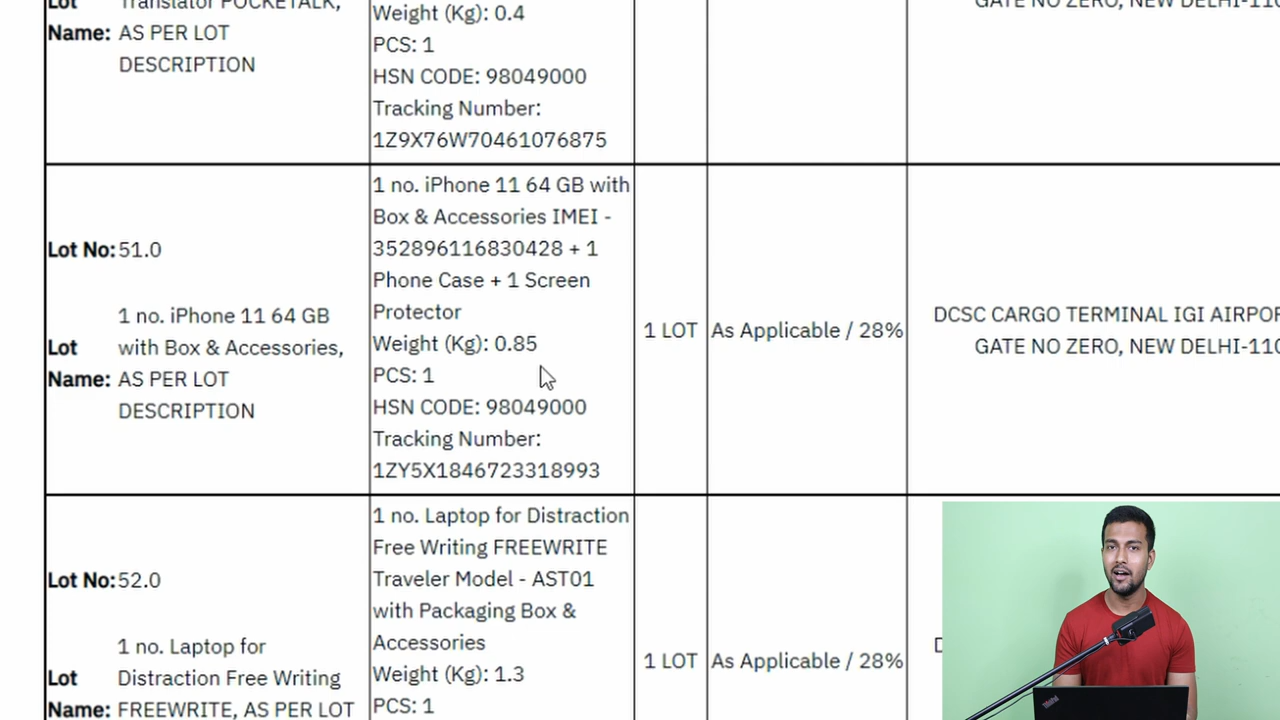 Lot
Name:
Translator POCKETALK,
AS PER LOT
DESCRIPTION
Weight (Kg): 0.4
PCS: 1
HSN CODE: 98049000
Tracking Number:
1Z9X76W70461076875
GATE NO ZERO, NEW DELHI-110
Lot No: 51.0
Lot
Name:
1 no. iPhone 11 64 GB
with Box & Accessories,
AS PER LOT
DESCRIPTION
1 no. iPhone 11 64 GB with
Box & Accessories IMEI -
352896116830428 + 1
Phone Case + 1 Screen
Protector
Weight (Kg): 0.85
PCS: 1
HSN CODE: 98049000
Tracking Number:
1ZY5X1846723318993
1 LOT
As Applicable / 28%
DCSC CARGO TERMINAL IGI AIRPOR
GATE NO ZERO, NEW DELHI-110
Lot No: 52.0
Lot
Name:
1 no. Laptop for
Distraction Free Writing
FREEWRITE, AS PER LOT
1 no. Laptop for Distraction
Free Writing FREEWRITE
Traveler Model - AST01
with Packaging Box &
Accessories
Weight (Kg): 1.3
PCS: 1
1 LOT
As Applicable / 28%
D
ThinkPad